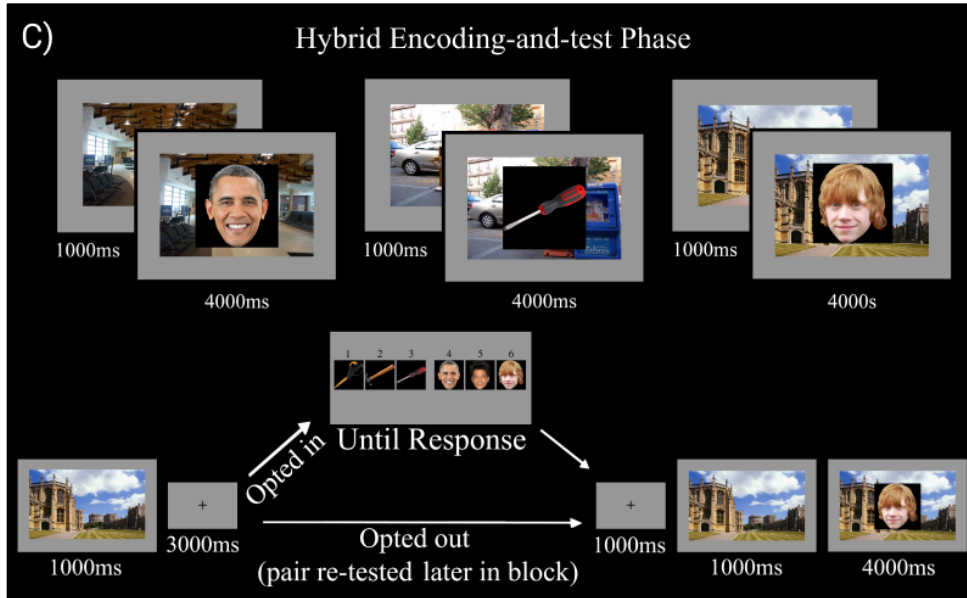 C)
Hybrid Encoding-and-test Phase
1000ms
4000ms
1000ms
4000ms
1000ms
4000s
1 2 3 4 5 6
Until Response
Opted in
+
+
1000ms
3000ms
Opted out
(pair re-tested later in block)
1000ms
1000ms
4000ms